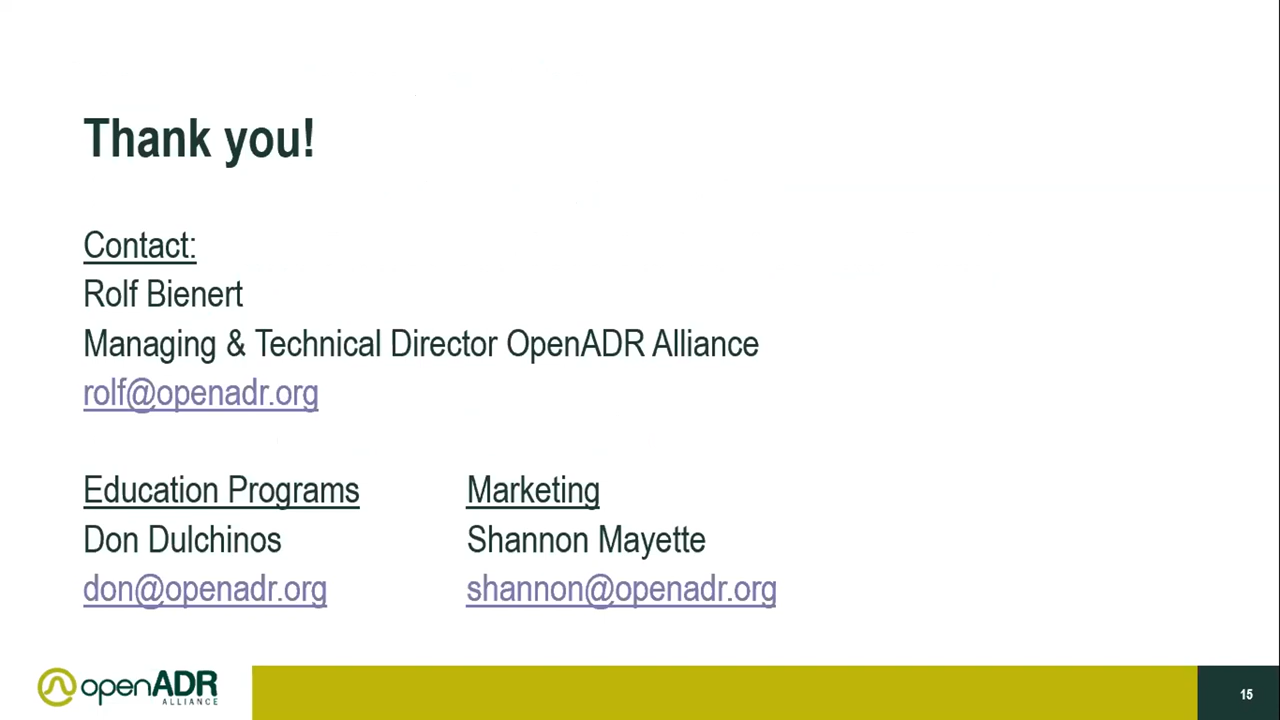 Thank you!
Contact:
Rolf Bienert
Managing & Technical Director OpenADR Alliance
rolf@openadr.org
Education Programs
Don Dulchinos
don@openadr.org
Marketing
Shannon Mayette
shannon@openadr.org
openADR
ALLIANCE
15